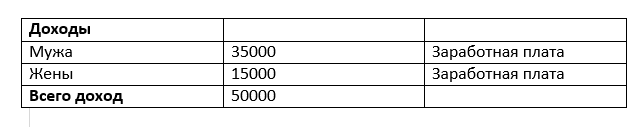 Доходы
Мужа 35000 Заработная плата
Жены 15000 Заработная плата
Всего доход 50000